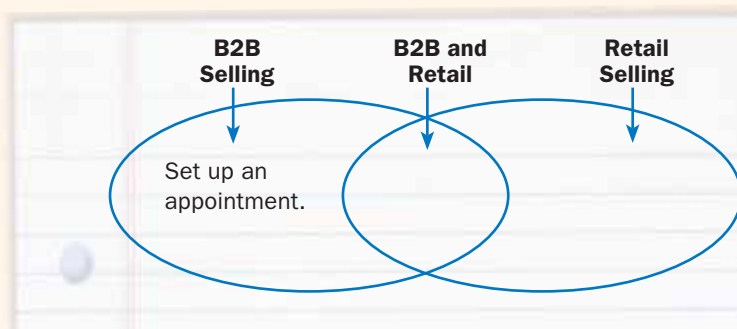 B2B
Selling
B2B and
Retail
Retail
Selling
Set up an
appointment.